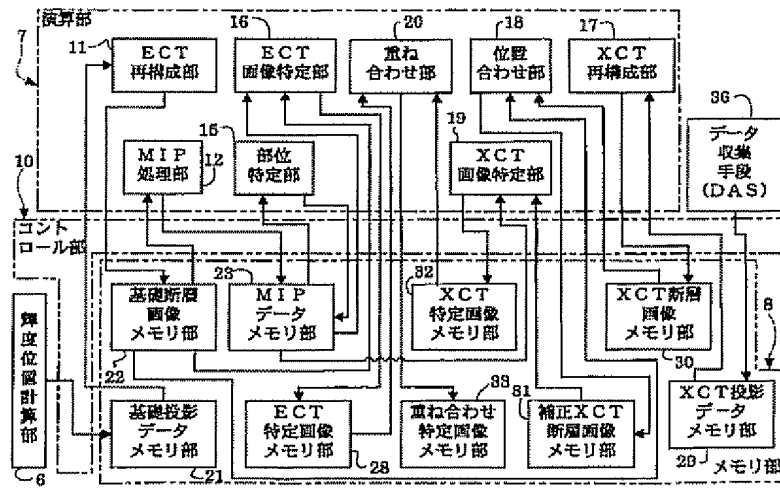 演算部
7
11
ECT
再構成部
16
ECT
画像特定部
20
重ね
合わせ部
18
位置
合わせ部
17
XCT
再構成部
36
データ
収集
手段
(DAS)
10
コント
ロール部
MIP
処理部
12
15
部位
特定部
19
XCT
画像特定部
基礎断層
画像
メモリ部
22
23
MIP
データ
メモリ部
32
XCT
特定画像
メモリ部
XCT断層
画像
メモリ部
30
8
輝度位置計算部
6
基礎投影
データ
メモリ部
21
ECT
特定画像
メモリ部
28
33
重ね合わせ
特定画像
メモリ部
31
補正XCT
断層画像
メモリ部
XCT投影
データ
メモリ部
29
メモリ部